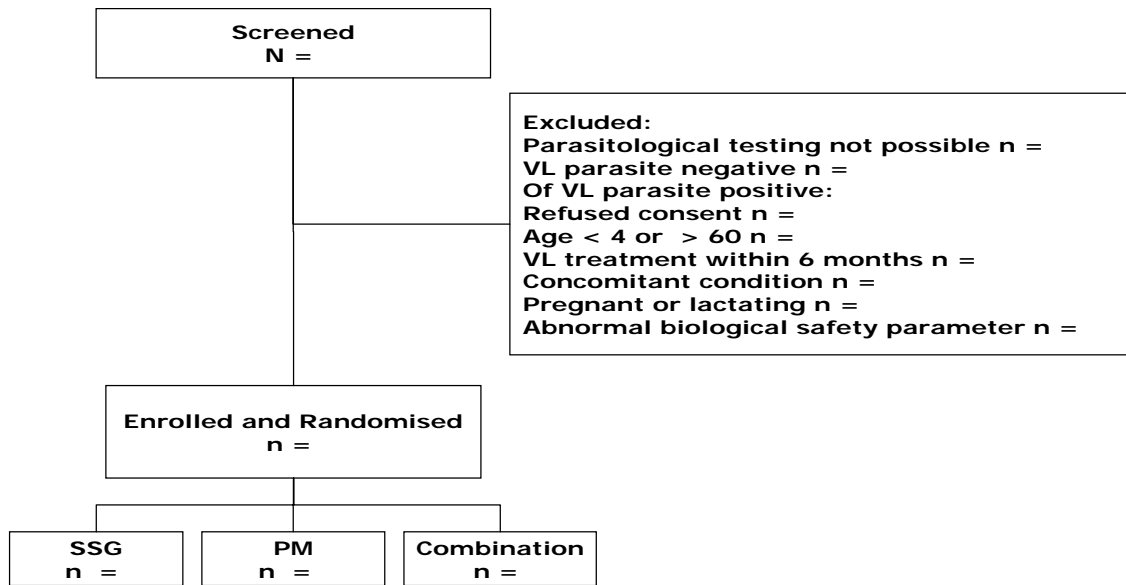 Screened
N =
Excluded:
Parasitological testing not possible n =
VL parasite negative n =
Of VL parasite positive:
Refused consent n =
Age < 4 or > 60 n =
VL treatment within 6 months n =
Concomitant condition n =
Pregnant or lactating n =
Abnormal biological safety parameter n =
Enrolled and Randomised
n =
SSG
n =
PM
n =
Combination
n =